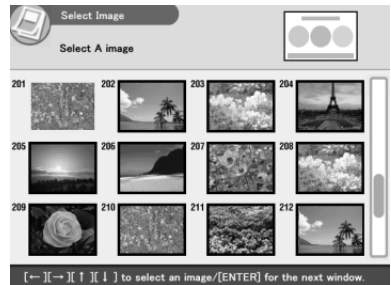 Select Image
Select A image
201 202 203 204
205 206 207 208
209 210 211 212
[←][→][↑][↓] to select an image/[ENTER] for the next window.